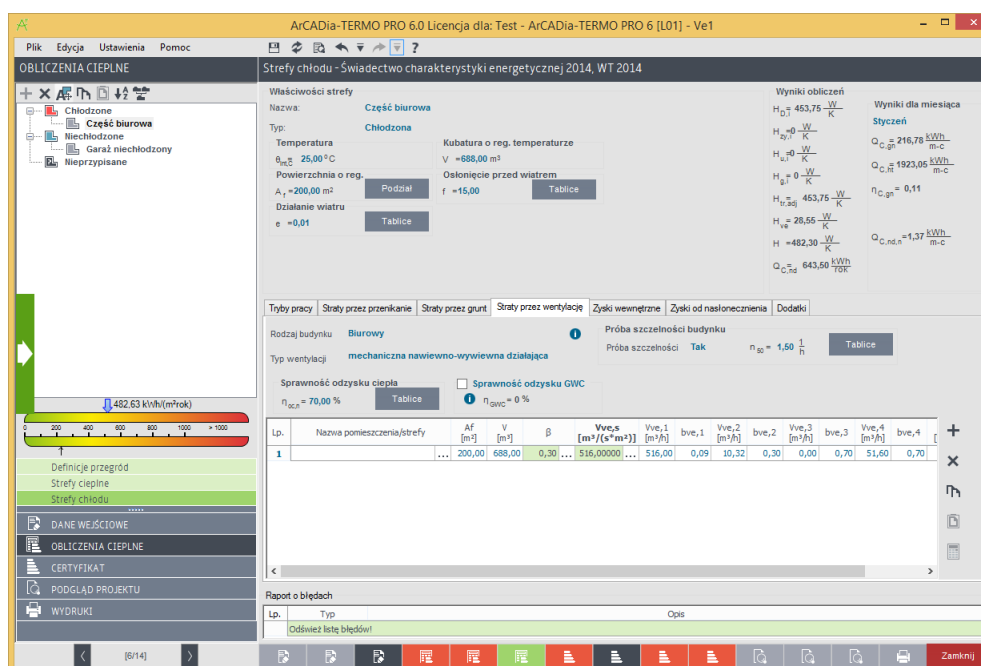 ArCADia-TERMO PRO 6.0 Licencja dla: Test - ArCADia-TERMO PRO 6 [L01] - Ve1
Plik Edycja Ustawienia Pomoc
OBLICZENIA CIEPLNE
Strefy chłodu - Świadectwo charakterystyki energetycznej 2014, WT 2014
Chłodzone
Część biurowa
Niechłodzone
Garaż niechłodzony
Nieprzypisane
Właściwości strefy
Nazwa: Część biurowa
Typ: Chłodzona
Temperatura
θint,C = 25,00 °C
Kubatura o reg. temperaturze
V =688,00 m³
Powierzchnia o reg.
Af =200,00 m² Podział
Osłonięcie przed wiatrem
f =15,00 Tablice
Działanie wiatru
e =0,01 Tablice
Wyniki obliczeń
HD,i = 453,75 W/K
Hzy,i =0 W/K
Hu,i =0 W/K
Hg,i = 0 W/K
Htr,adj = 453,75 W/K
Hve = 28,55 W/K
H =482,30 W/K
QC,nd = 643,50 kWh/rok
Wyniki dla miesiąca
Styczeń
QC,gn = 216,78 kWh/m-c
QC,ht = 1923,05 kWh/m-c
ηC,gn = 0,11
QC,nd,n =1,37 kWh/m-c
Tryby pracy Straty przez przenikanie Straty przez grunt Straty przez wentylację Zyski wewnętrzne Zyski od nasłonecznienia Dodatki
Rodzaj budynku Biurowy
Typ wentylacji mechaniczna nawiewno-wywiewna działająca
Próba szczelności budynku
Próba szczelności Tak n50 = 1,50 1/h Tablice
Sprawność odzysku ciepła
ηoc,n = 70,00 % Tablice
Sprawność odzysku GWC
ηGWC = 0 %
Lp. Nazwa pomieszczenia/strefy Af [m²] V [m³] β Vve,s [m³/(s*m²)] Vve,1 [m³/h] bve,1 Vve,2 [m³/h] bve,2 Vve,3 [m³/h] bve,3 Vve,4 [m³/h] bve,4 [
1 ... 200,00 688,00 0,30 ... 516,00000 ... 516,00 0,09 10,32 0,30 0,00 0,70 51,60 0,70
482,63 kWh/(m²rok)
0 200 400 600 800 1000 > 1000
Definicje przegród
Strefy cieplne
Strefy chłodu
DANE WEJŚCIOWE
OBLICZENIA CIEPLNE
CERTYFIKAT
PODGLĄD PROJEKTU
WYDRUKI
Raport o błędach
Lp. Typ Opis
Odśwież listę błędów!
[6/14]
Zamknij